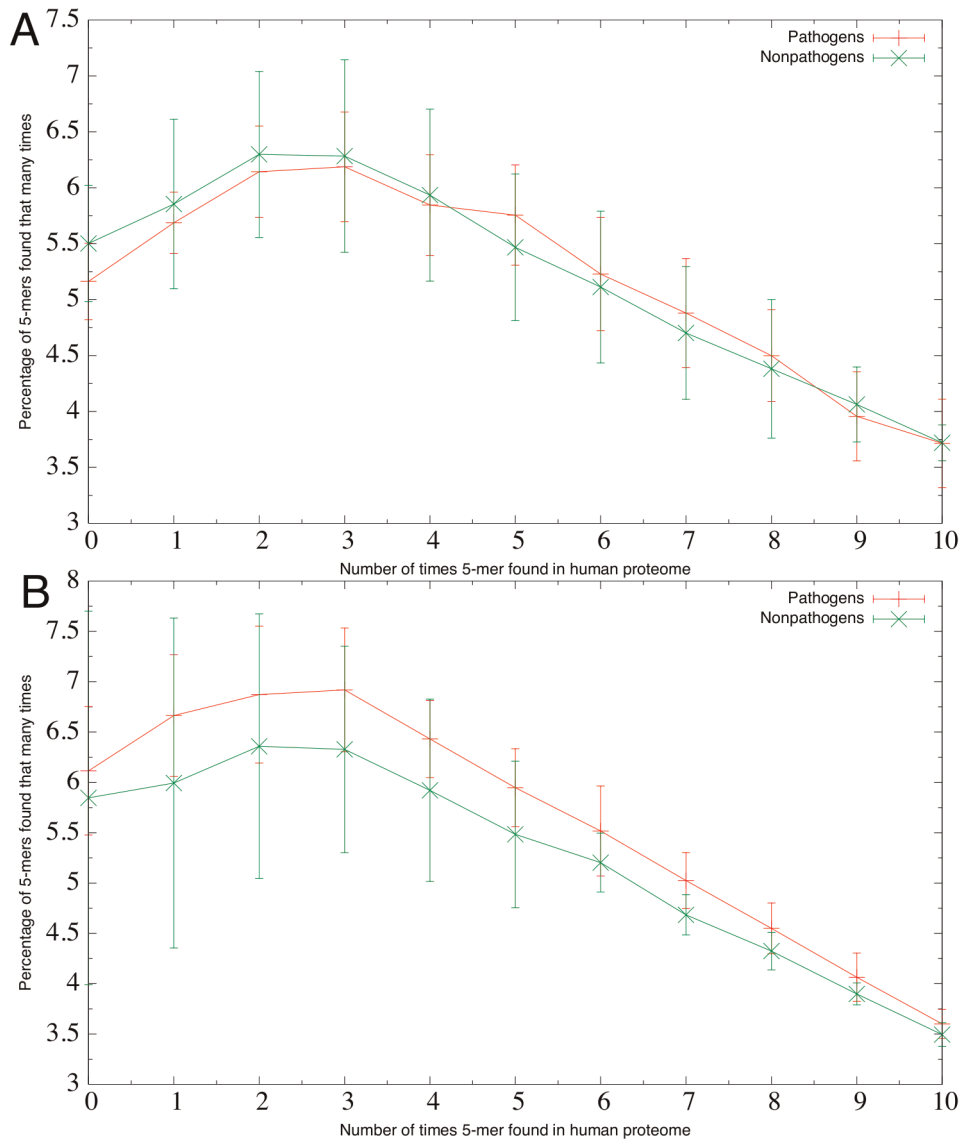 A
7.5
7
6.5
6
5.5
5
4.5
4
3.5
3
Percentage of 5-mers found that many times
Pathogens
Nonpathogens
0 1 2 3 4 5 6 7 8 9 10
Number of times 5-mer found in human proteome
B
8
7.5
7
6.5
6
5.5
5
4.5
4
3.5
3
Percentage of 5-mers found that many times
Pathogens
Nonpathogens
0 1 2 3 4 5 6 7 8 9 10
Number of times 5-mer found in human proteome